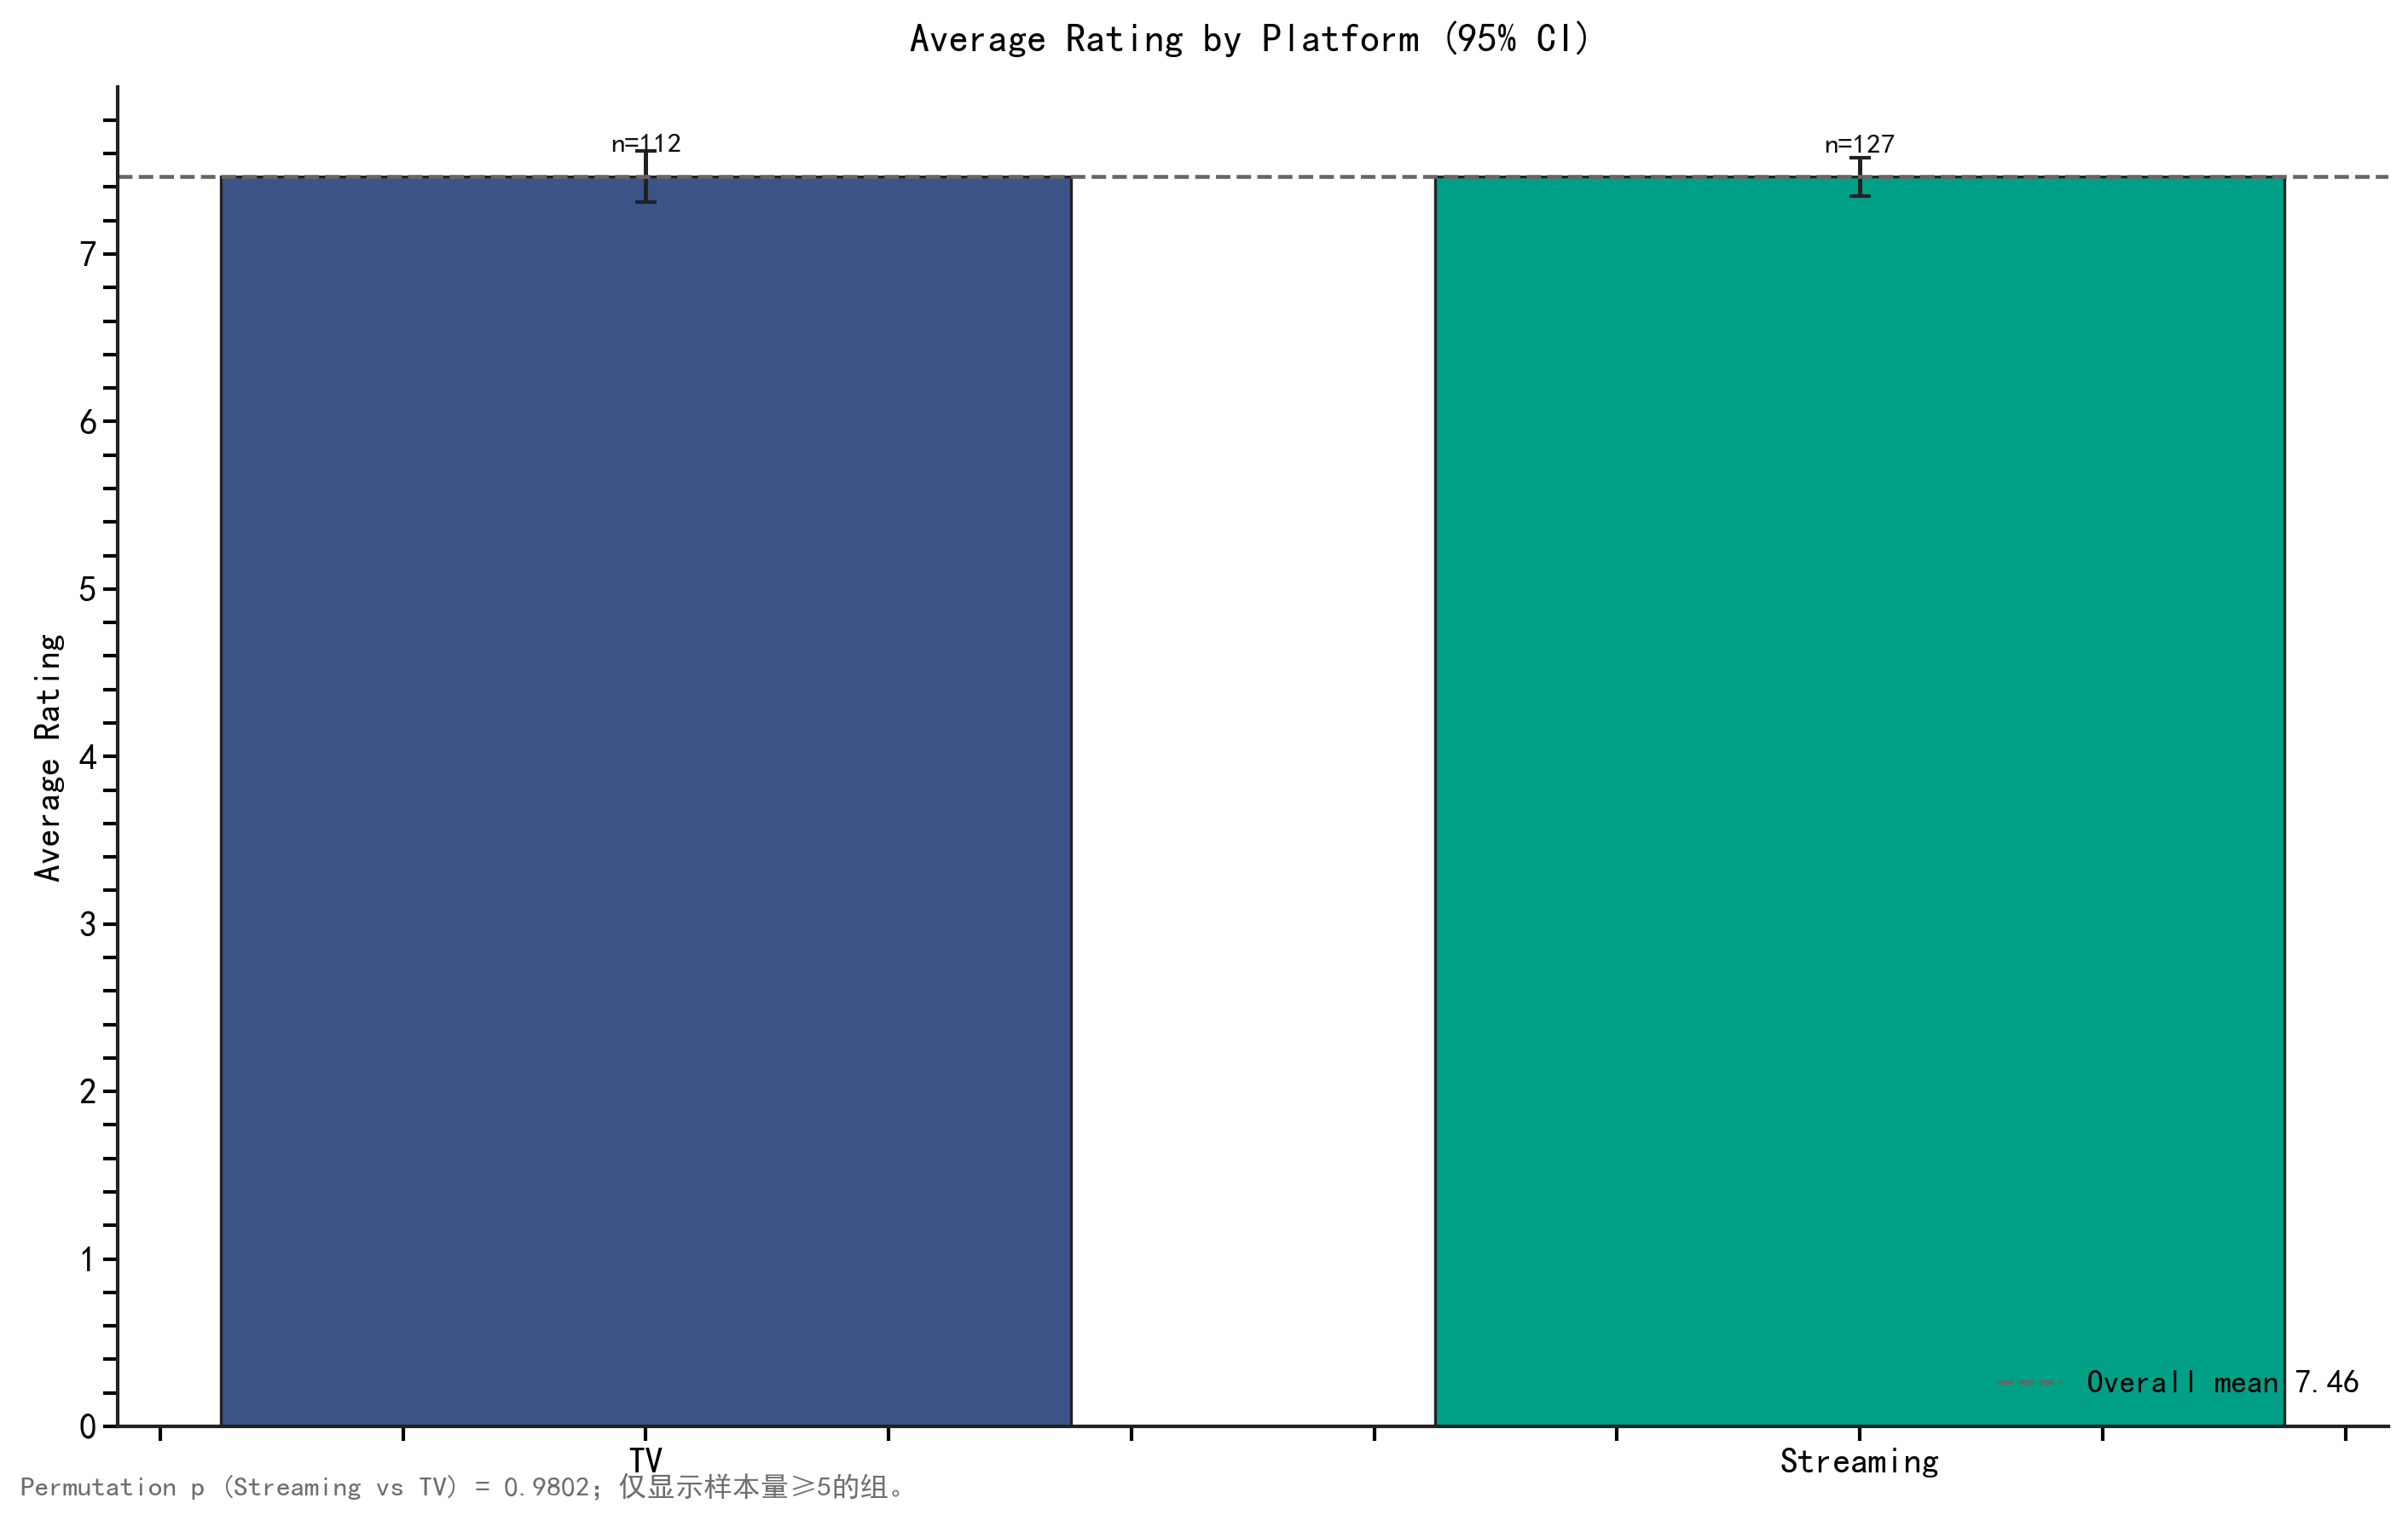 Average Rating by Platform (95% CI)
n=112
n=127
7
6
5
4
3
2
1
0
Average Rating
Overall mean 7.46
TV
Streaming
Permutation p (Streaming vs TV) = 0.9802；仅显示样本量≥5的组。